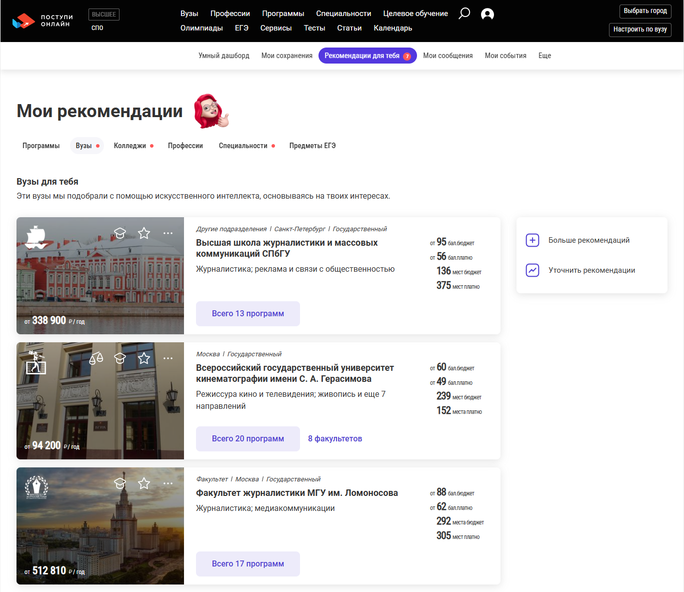 ПОСТУПИ
ОНЛАЙН
ВЫСШЕЕ
СПО
Вузы Профессии Программы Специальности Целевое обучение
Олимпиады ЕГЭ Сервисы Тесты Статьи Календарь
Выбрать город
Настроить по вузу
Умный дашборд Мои сохранения Рекомендации для тебя Мои сообщения Мои события Еще
Мои рекомендации
Программы Вузы Колледжи Профессии Специальности Предметы ЕГЭ
Вузы для тебя
Эти вузы мы подобрали с помощью искусственного интеллекта, основываясь на твоих интересах.
от 338 900 ₽ / год
Другие подразделения | Санкт-Петербург | Государственный
Высшая школа журналистики и массовых
коммуникаций СПбГУ
Журналистика; реклама и связи с общественностью
Всего 13 программ
от 95 бал.бюджет
от 56 бал.платно
136 мест бюджет
375 мест платно
Больше рекомендаций
Уточнить рекомендации
от 94 200 ₽ / год
Москва | Государственный
Всероссийский государственный университет
кинематографии имени С. А. Герасимова
Режиссура кино и телевидения; живопись и еще 7
направлений
Всего 20 программ 8 факультетов
от 60 бал.бюджет
от 49 бал.платно
239 мест бюджет
152 места платно
от 512 810 ₽ / год
Факультет | Москва | Государственный
Факультет журналистики МГУ им. Ломоносова
Журналистика; медиакоммуникации
Всего 17 программ
от 88 бал.бюджет
от 62 бал.платно
292 места бюджет
305 мест платно